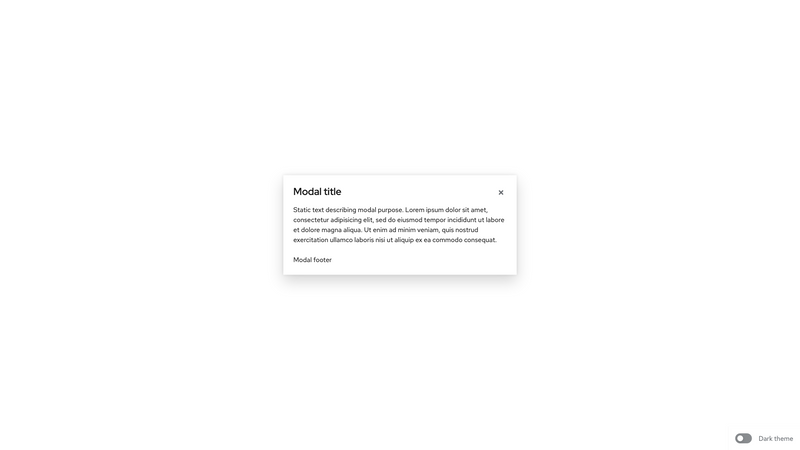 Modal title
Static text describing modal purpose. Lorem ipsum dolor sit amet,
consectetur adipisicing elit, sed do eiusmod tempor incididunt ut labore
et dolore magna aliqua. Ut enim ad minim veniam, quis nostrud
exercitation ullamco laboris nisi ut aliquip ex ea commodo consequat.
Modal footer
Dark theme